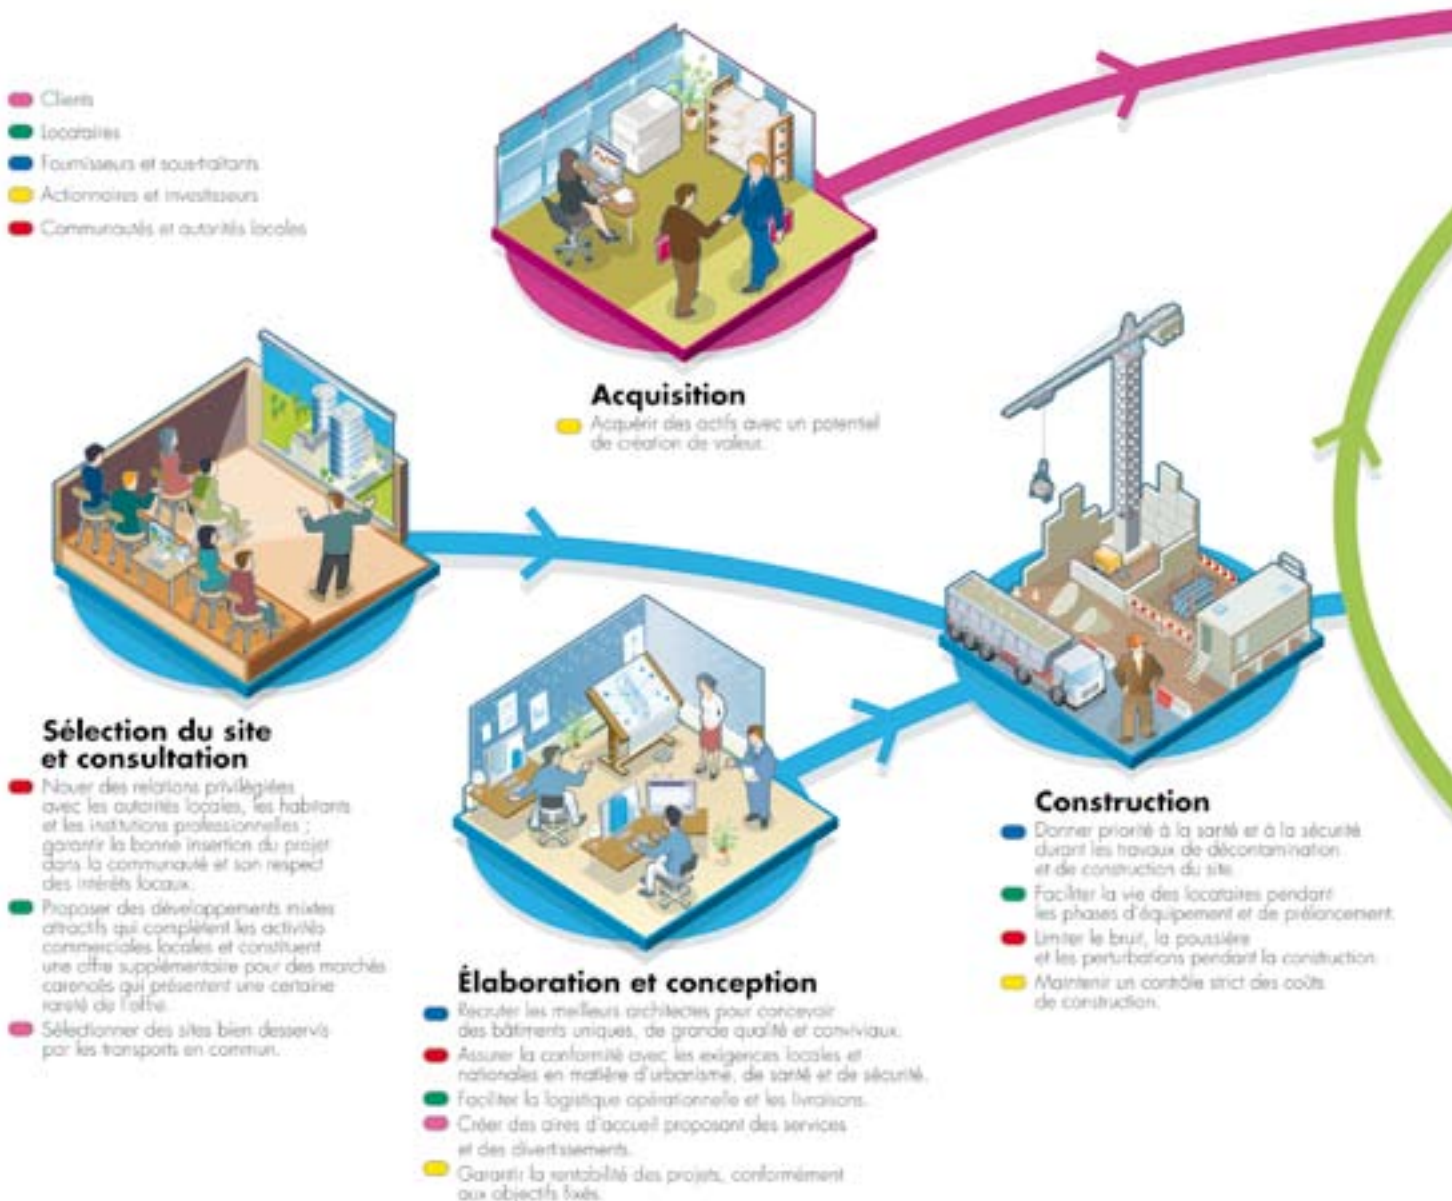 Clients
Locataires
Fournisseurs et sous-traitants
Actionnaires et investisseurs
Communautés et autorités locales
Acquisition
Acquérir des actifs avec un potentiel
de création de valeur.
Sélection du site
et consultation
Nouer des relations privilégiées
avec les autorités locales, les habitants
et les institutions professionnelles ;
garantir la bonne insertion du projet
dans la communauté et son respect
des intérêts locaux.
Proposer des développements mixtes
attractifs qui complètent les activités
commerciales locales et constituent
une offre supplémentaire pour des marchés
carencés qui présentent une certaine
rareté de l'offre.
Sélectionner des sites bien desservis
par les transports en commun.
Élaboration et conception
Recruter les meilleurs architectes pour concevoir
des bâtiments uniques, de grande qualité et conviviaux.
Assurer la conformité avec les exigences locales et
nationales en matière d'urbanisme, de santé et de sécurité.
Faciliter la logistique opérationnelle et les livraisons.
Créer des aires d'accueil proposant des services
et des divertissements.
Garantir la rentabilité des projets, conformément
aux objectifs fixés.
Construction
Donner priorité à la santé et à la sécurité
durant les travaux de décontamination
et de construction du site.
Faciliter la vie des locataires pendant
les phases d'équipement et de prélancement.
Limiter le bruit, la poussière
et les perturbations pendant la construction.
Maintenir un contrôle strict des coûts
de construction.